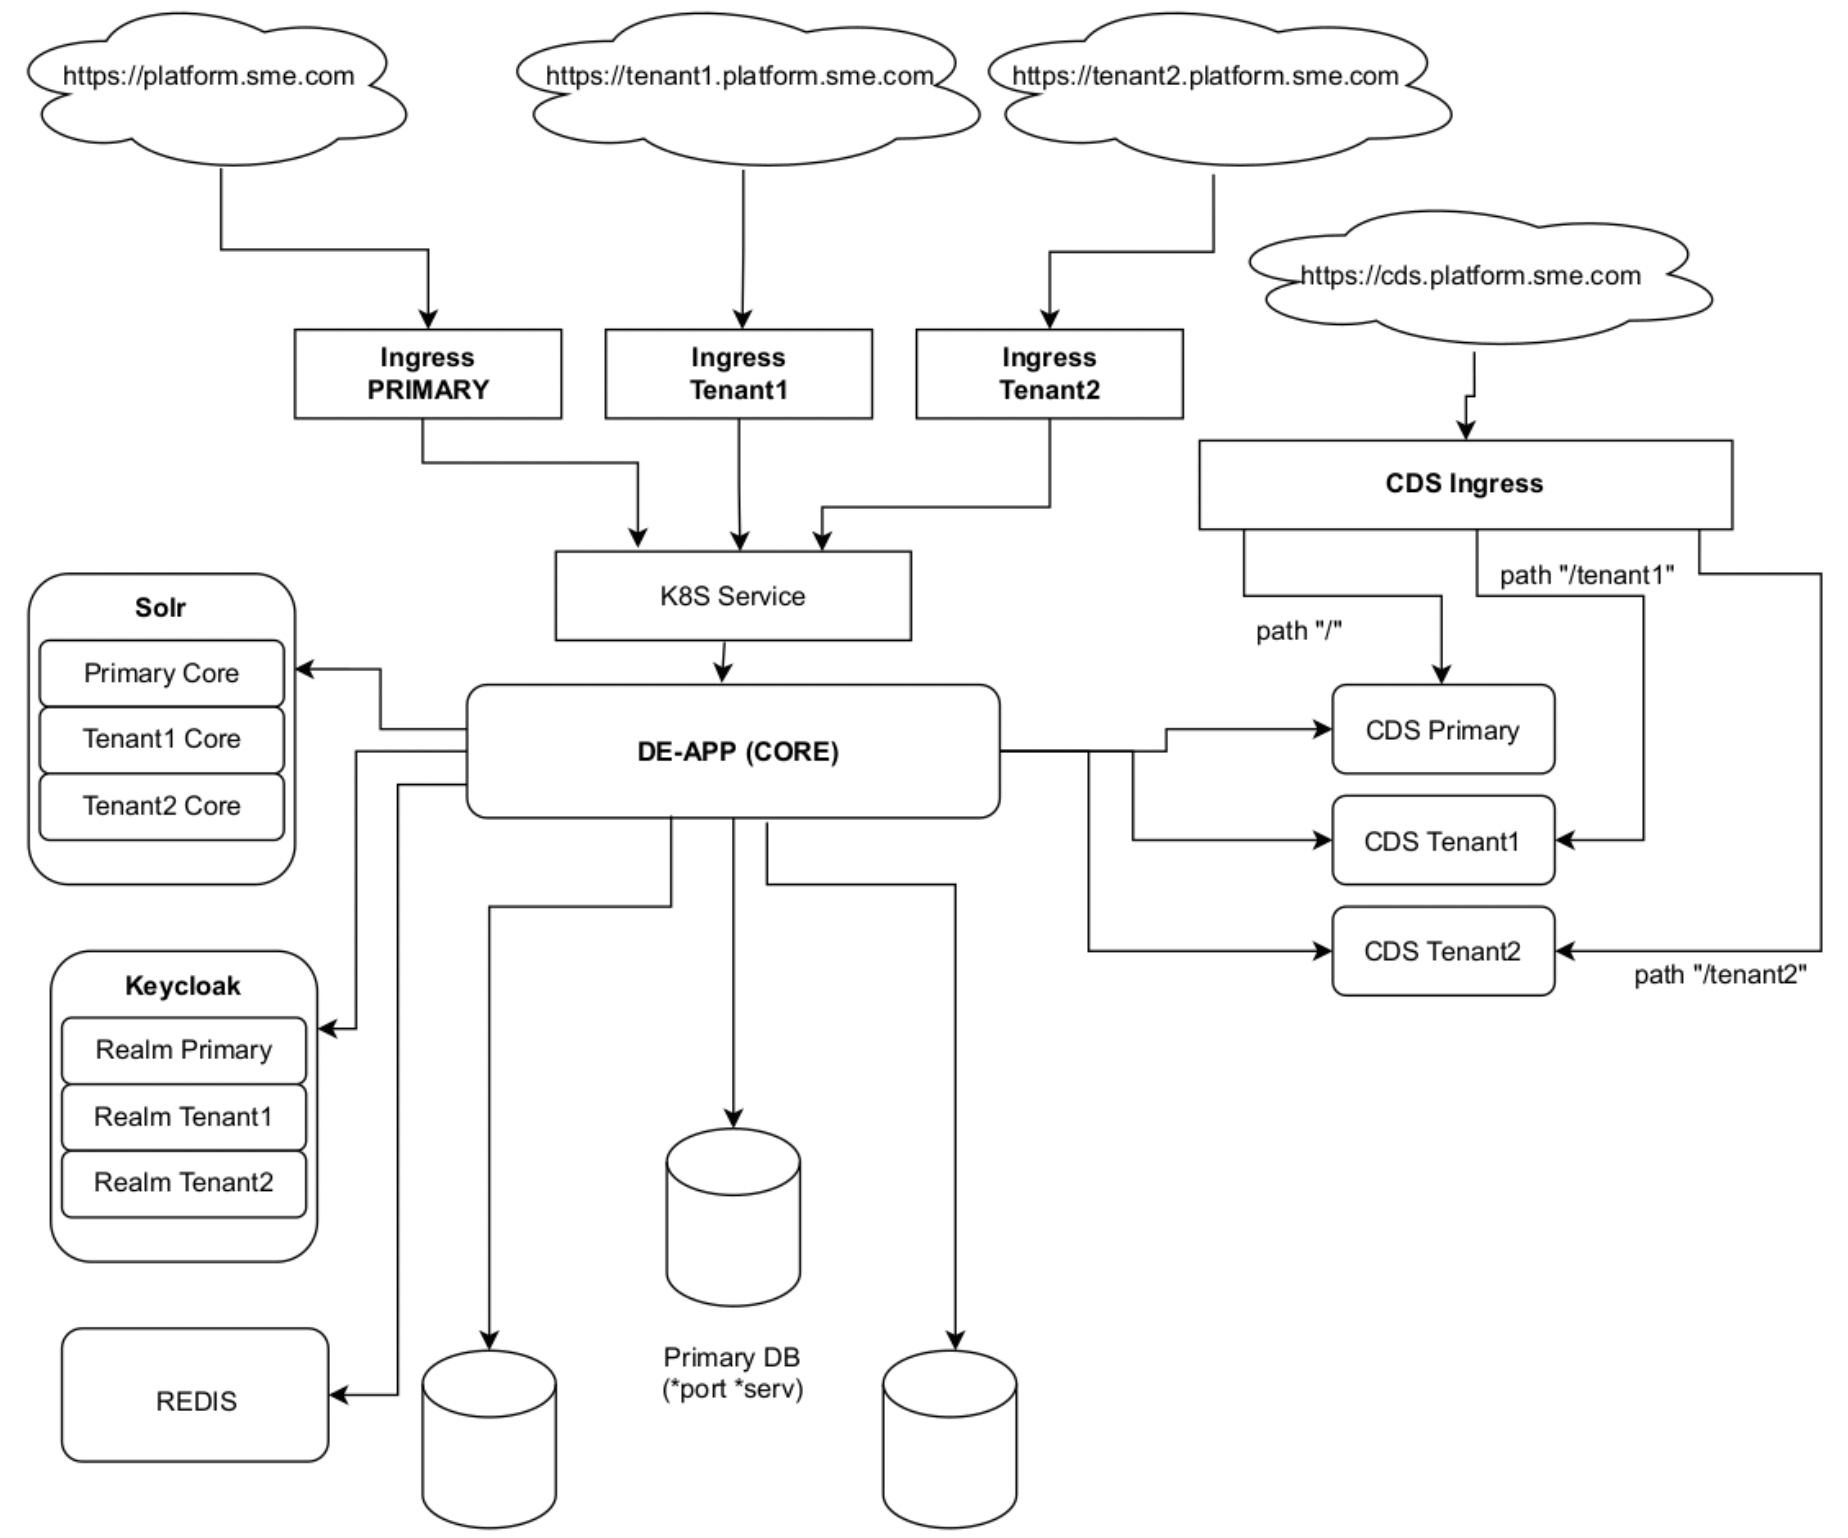 https://platform.sme.com
https://tenant1.platform.sme.com
https://tenant2.platform.sme.com
https://cds.platform.sme.com
Ingress
PRIMARY
Ingress
Tenant1
Ingress
Tenant2
CDS Ingress
path "/"
path "/tenant1"
path "/tenant2"
K8S Service
Solr
Primary Core
Tenant1 Core
Tenant2 Core
DE-APP (CORE)
CDS Primary
CDS Tenant1
CDS Tenant2
Keycloak
Realm Primary
Realm Tenant1
Realm Tenant2
REDIS
Primary DB
(*port *serv)